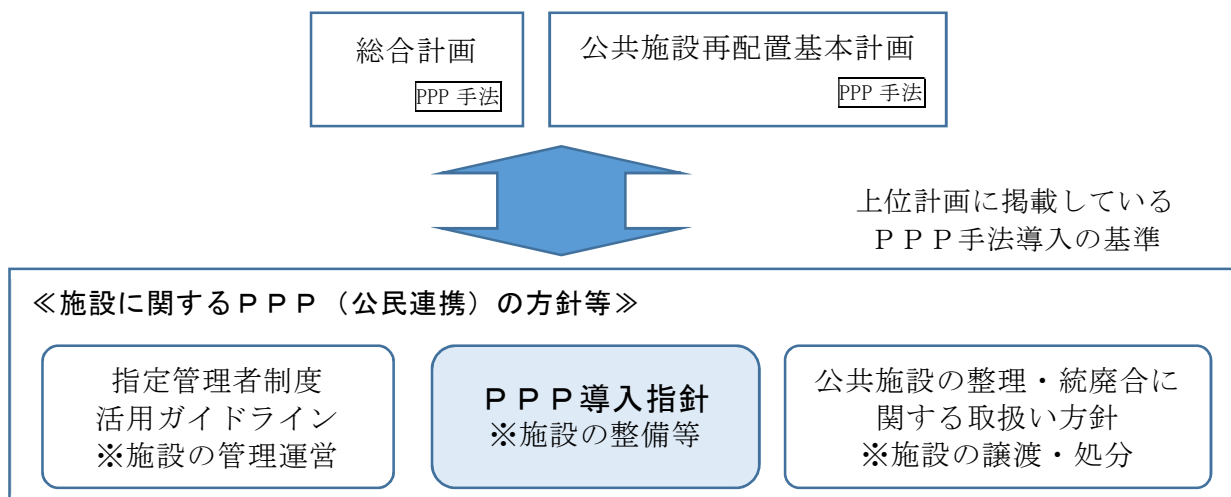 総合計画
PPP 手法
公共施設再配置基本計画
PPP 手法
上位計画に掲載している
ＰＰＰ手法導入の基準
≪施設に関するＰＰＰ（公民連携）の方針等≫
指定管理者制度
活用ガイドライン
※施設の管理運営
ＰＰＰ導入指針
※施設の整備等
公共施設の整理・統廃合に
関する取扱い方針
※施設の譲渡・処分